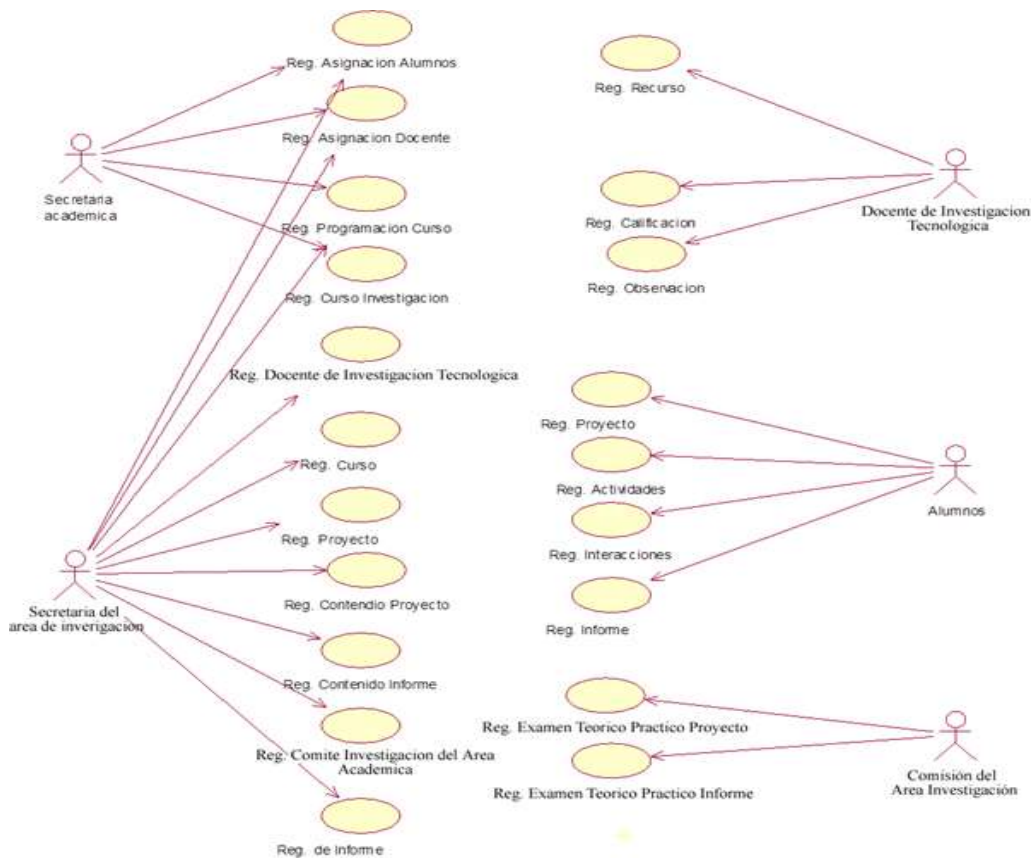 Reg. Asignacion Alumnos
Reg. Asignacion Docente
Secretaria
academica
Reg. Programacion Curso
Reg. Curso Investigacion
Reg. Docente de Investigacion Tecnologica
Reg. Curso
Reg. Proyecto
Secretaria del
area de inverigación
Reg. Contendio Proyecto
Reg. Contenido Informe
Reg. Comite Investigacion del Area
Academica
Reg. de Informe
Reg. Recurso
Reg. Calificacion
Docente de Investigacion
Tecnologica
Reg. Observacion
Reg. Proyecto
Reg. Actividades
Alumnos
Reg. Interacciones
Reg. Informe
Reg. Examen Teorico Practico Proyecto
Reg. Examen Teorico Practico Informe
Comisión del
Area Investigación